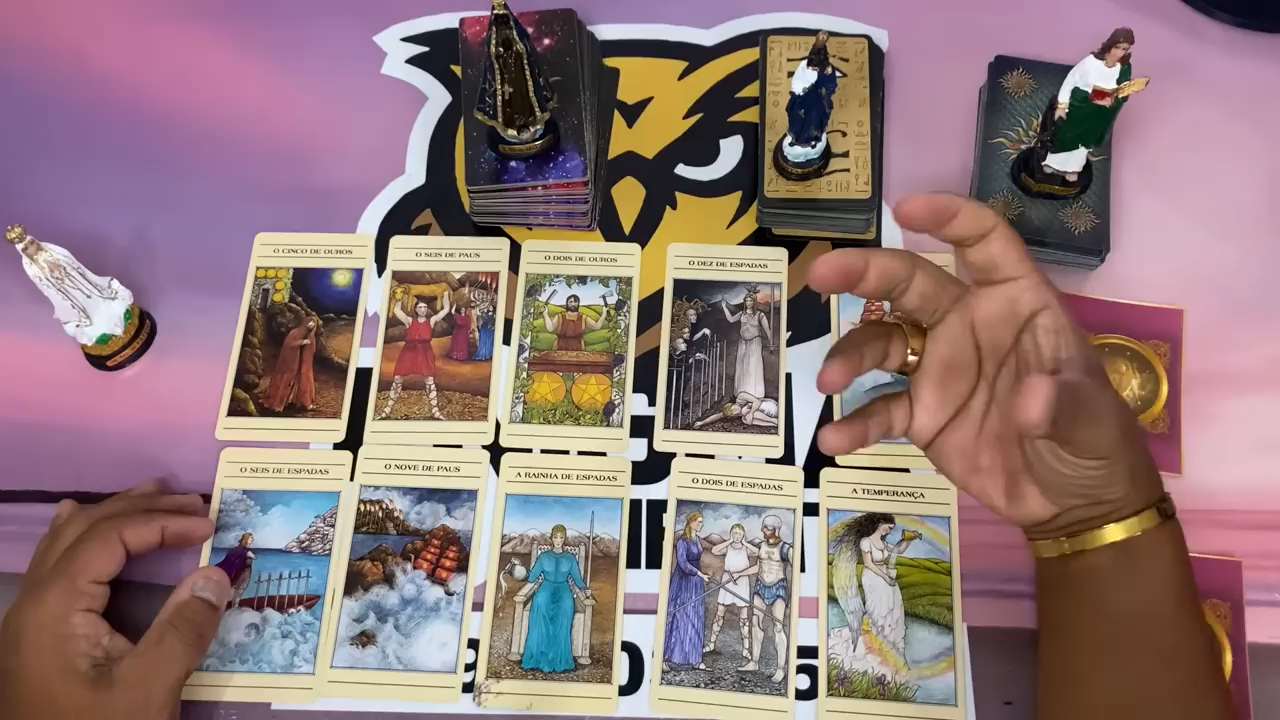 O CINCO DE OUROS
O SEIS DE PAUS
O DOIS DE OUROS
O DEZ DE ESPADAS
O SEIS DE ESPADAS
O NOVE DE PAUS
A RAINHA DE ESPADAS
O DOIS DE ESPADAS
A TEMPERANÇA